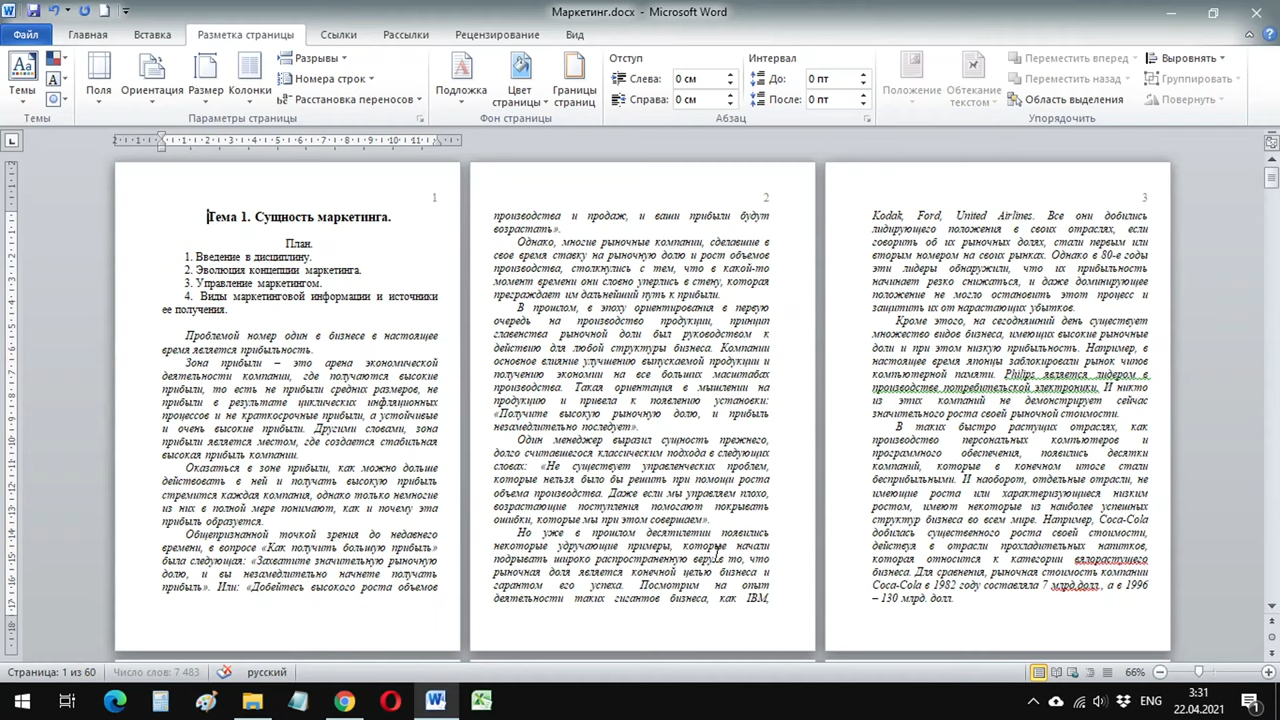 Маркетинг.docx - Microsoft Word
Файл
Главная
Вставка
Разметка страницы
Ссылки
Рассылки
Рецензирование
Вид
Темы
Темы
Поля
Ориентация
Размер
Колонки
Разрывы
Номера строк
Расстановка переносов
Параметры страницы
Подложка
Цвет страницы
Границы страниц
Фон страницы
Отступ
Слева: 0 см
Справа: 0 см
Интервал
До: 0 пт
После: 0 пт
Абзац
Положение
Обтекание текстом
Переместить вперед
Переместить назад
Область выделения
Выровнять
Группировать
Повернуть
Упорядочить
2 1 1 2 3 4 5 6 7 8 9 10 11
1
Тема 1. Сущность маркетинга.
План.
1. Введение в дисциплину.
2. Эволюция концепции маркетинга.
3. Управление маркетингом.
4. Виды маркетинговой информации и источники
ее получения.
Проблемой номер один в бизнесе в настоящее
время является прибыльность.
Зона прибыли – это арена экономической
деятельности компании, где получаются высокие
прибыли, то есть не прибыли средних размеров, не
прибыли в результате циклических инфляционных
процессов и не краткосрочные прибыли, а устойчивые
и очень высокие прибыли. Другими словами, зона
прибыли является местом, где создается стабильная
высокая прибыль компании.
Оказаться в зоне прибыли, как можно дольше
действовать в ней и получать высокую прибыль
стремится каждая компания, однако только немногие
из них в полной мере понимают, как и почему эта
прибыль образуется.
Общепризнанной точкой зрения до недавнего
времени, в вопросе «Как получить большую прибыль»
была следующая: «Захватите значительную рыночную
долю, и вы незамедлительно начнете получать
прибыль». Или: «Добейтесь высокого роста объемов
2
производства и продаж, и ваши прибыли будут
возрастать».
Однако, многие рыночные компании, сделавшие в
свое время ставку на рыночную долю и рост объемов
производства, столкнулись с тем, что в какой-то
момент времени они словно уперлись в стену, которая
преграждает им дальнейший путь к прибыли.
В прошлом, в эпоху ориентирования в первую
очередь на производство продукции, принцип
главенства рыночной доли был руководством к
действию для любой структуры бизнеса. Компании
основное влияние улучшению выпускаемой продукции и
получению экономии на все больших масштабах
производства. Такая ориентация в мышлении на
продукцию и привела к появлению установки:
«Получите высокую рыночную долю, и прибыль
незамедлительно последует».
Один менеджер выразил сущность прежнего,
долго считавшегося классическим подхода в следующих
словах: «Не существует управленческих проблем,
которые нельзя было бы решить при помощи роста
объема производства. Даже если мы управляем плохо,
возрастающие поступления помогают покрывать
ошибки, которые мы при этом совершаем».
Но уже в прошлом десятилетии появились
некоторые удручающие примеры, которые начали
подрывать широко распространенную веру в то, что
рыночная доля является конечной целью бизнеса и
гарантом его успеха. Посмотрим на опыт
деятельности таких гигантов бизнеса, как IBM,
3
Kodak, Ford, United Airlines. Все они добились
лидирующего положения в своих отраслях, если
говорить об их рыночных долях, стали первым или
вторым номером на своих рынках. Однако в 80-е годы
эти лидеры обнаружили, что их прибыльность
начинает резко снижаться, и даже доминирующее
положение не могло остановить этот процесс и
защитить их от нарастающих убытков.
Кроме этого, на сегодняшний день существует
множество видов бизнеса, имеющих высокие рыночные
доли и при этом низкую прибыльность. Например, в
настоящее время японцы заблокировали рынок чипов
компьютерной памяти. Philips является лидером в
производстве потребительской электроники. И никто
из этих компаний не демонстрирует сейчас
значительного роста своей рыночной стоимости.
В таких быстро растущих отраслях, как
производство персональных компьютеров и
программного обеспечения, появились десятки
компаний, которые в конечном итоге стали
бесприбыльными. И наоборот, отдельные отрасли, не
имеющие роста или характеризующиеся низким
ростом, имеют некоторые из наиболее успешных
структур бизнеса во всем мире. Например, Coca-Cola
добилась существенного роста своей стоимости,
действуя в отрасли прохладительных напитков,
которая относится к категории вялорастущего
бизнеса. Для сравнения, рыночная стоимость компании
Coca-Cola в 1982 году составляла 7 млрд.долл., а в 1996
– 130 млрд. долл.
Страница: 1 из 60
Число слов: 7 483
русский
66%
ENG
3:31
22.04.2021
1